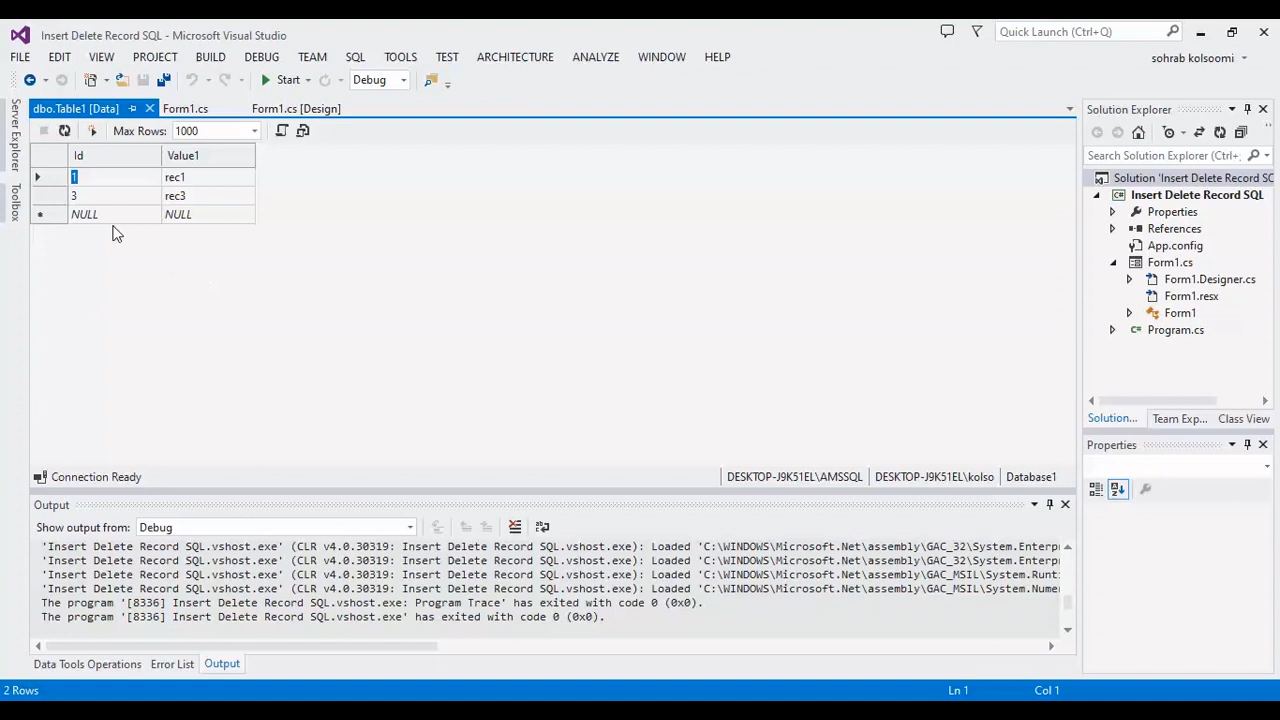 Insert Delete Record SQL - Microsoft Visual Studio
Quick Launch (Ctrl+Q)
FILE EDIT VIEW PROJECT BUILD DEBUG TEAM SQL TOOLS TEST ARCHITECTURE ANALYZE WINDOW HELP
sohrab kolsoomi
Start Debug
Server Explorer
Toolbox
dbo.Table1 [Data] Form1.cs Form1.cs [Design]
Max Rows: 1000
Id Value1
1 rec1
3 rec3
NULL NULL
Connection Ready DESKTOP-J9K51EL\AMSSQL DESKTOP-J9K51EL\kolso Database1
Solution Explorer
Search Solution Explorer (Ctrl+;
Solution 'Insert Delete Record SC
Insert Delete Record SQL
Properties
References
App.config
Form1.cs
Form1.Designer.cs
Form1.resx
Form1
Program.cs
Solution... Team Exp... Class View
Properties
Output
Show output from: Debug
'Insert Delete Record SQL.vshost.exe' (CLR v4.0.30319: Insert Delete Record SQL.vshost.exe): Loaded 'C:\WINDOWS\Microsoft.Net\assembly\GAC_32\System.Enterp
'Insert Delete Record SQL.vshost.exe' (CLR v4.0.30319: Insert Delete Record SQL.vshost.exe): Loaded 'C:\WINDOWS\Microsoft.Net\assembly\GAC_32\System.Enterp
'Insert Delete Record SQL.vshost.exe' (CLR v4.0.30319: Insert Delete Record SQL.vshost.exe): Loaded 'C:\WINDOWS\Microsoft.Net\assembly\GAC_MSIL\System.Runt
'Insert Delete Record SQL.vshost.exe' (CLR v4.0.30319: Insert Delete Record SQL.vshost.exe): Loaded 'C:\WINDOWS\Microsoft.Net\assembly\GAC_MSIL\System.Nume
The program '[8336] Insert Delete Record SQL.vshost.exe: Program Trace' has exited with code 0 (0x0).
The program '[8336] Insert Delete Record SQL.vshost.exe' has exited with code 0 (0x0).
Data Tools Operations Error List Output
2 Rows Ln 1 Col 1